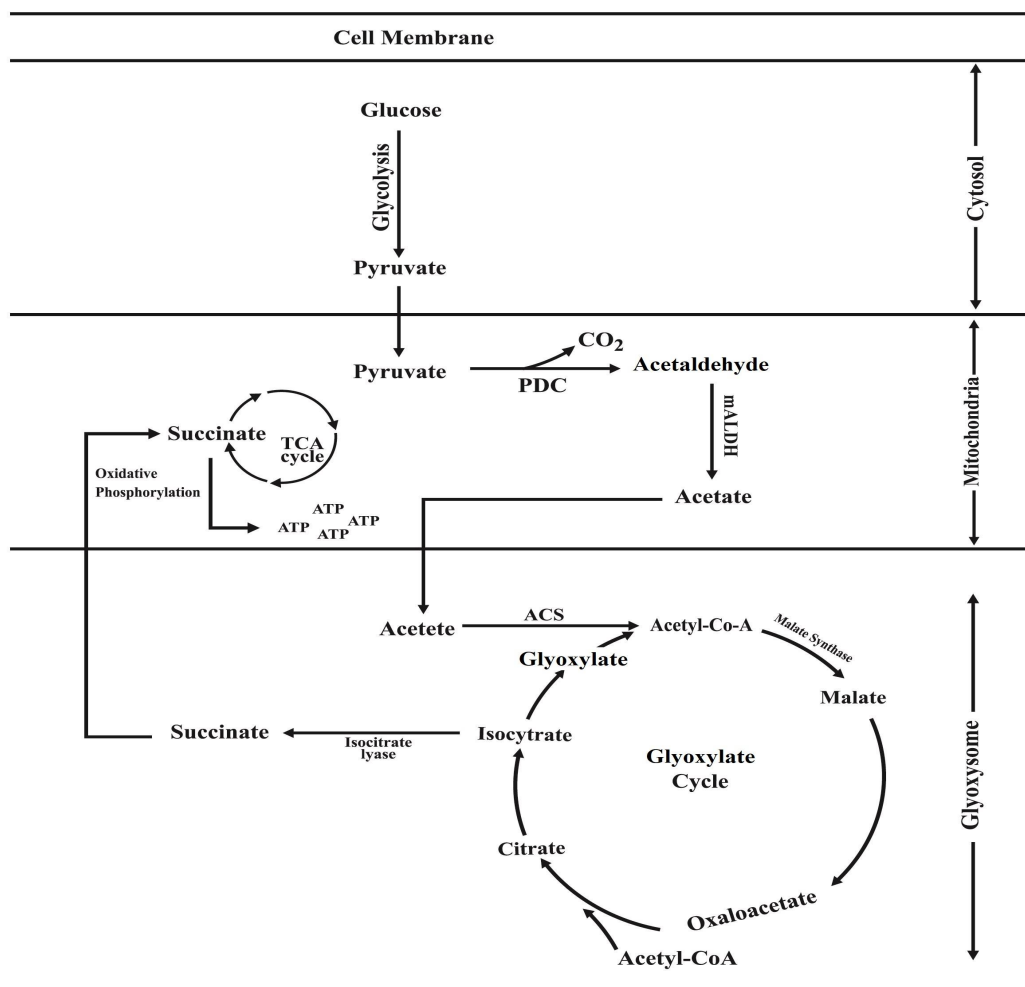 Cell Membrane
Glucose
Glycolysis
Cytosol
Pyruvate
CO2
Pyruvate
PDC
Acetaldehyde
mALDH
Mitochondria
Succinate
TCA
cycle
Oxidative
Phosphorylation
Acetate
ATP
ATP
ATP
ATP
Acetete
ACS
Acetyl-Co-A
Malate Synthase
Glyoxylate
Malate
Succinate
Isocitrate
lyase
Isocytrate
Glyoxylate
Cycle
Glyoxysome
Citrate
Oxaloacetate
Acetyl-CoA